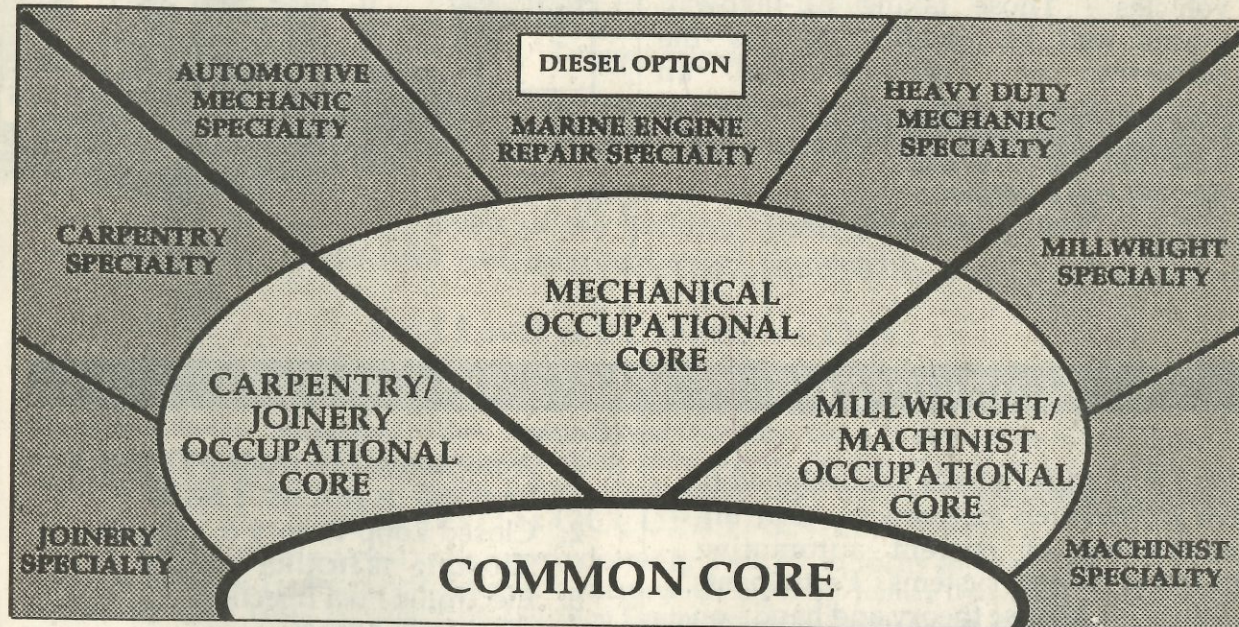 DIESEL OPTION
AUTOMOTIVE
MECHANIC
SPECIALTY
MARINE ENGINE
REPAIR SPECIALTY
HEAVY DUTY
MECHANIC
SPECIALTY
CARPENTRY
SPECIALTY
MILLWRIGHT
SPECIALTY
MECHANICAL
OCCUPATIONAL
CORE
CARPENTRY/
JOINERY
OCCUPATIONAL
CORE
MILLWRIGHT/
MACHINIST
OCCUPATIONAL
CORE
JOINERY
SPECIALTY
MACHINIST
SPECIALTY
COMMON CORE